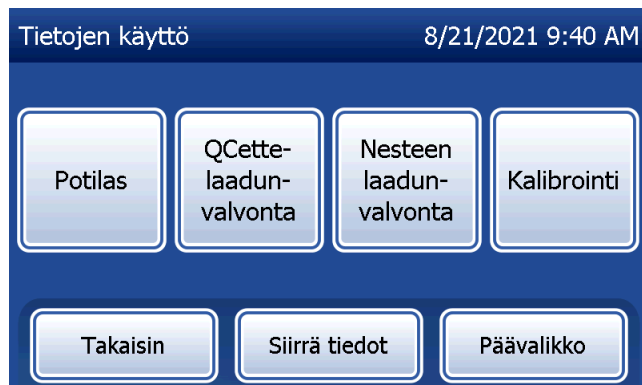 Tietojen käyttö 8/21/2021 9:40 AM
Potilas
QCette-
laadun-
valvonta
Nesteen
laadun-
valvonta
Kalibrointi
Takaisin
Siirrä tiedot
Päävalikko